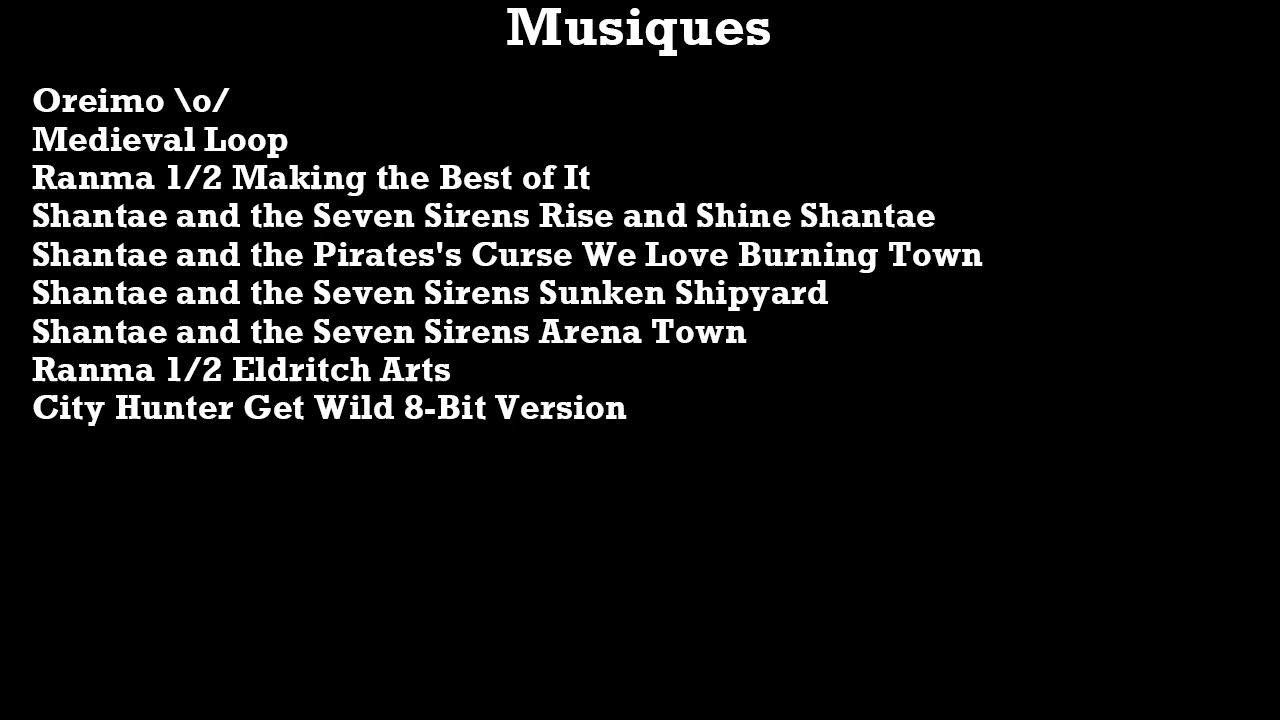 Musiques
Oreimo \o/
Medieval Loop
Ranma 1/2 Making the Best of It
Shantae and the Seven Sirens Rise and Shine Shantae
Shantae and the Pirates's Curse We Love Burning Town
Shantae and the Seven Sirens Sunken Shipyard
Shantae and the Seven Sirens Arena Town
Ranma 1/2 Eldritch Arts
City Hunter Get Wild 8-Bit Version